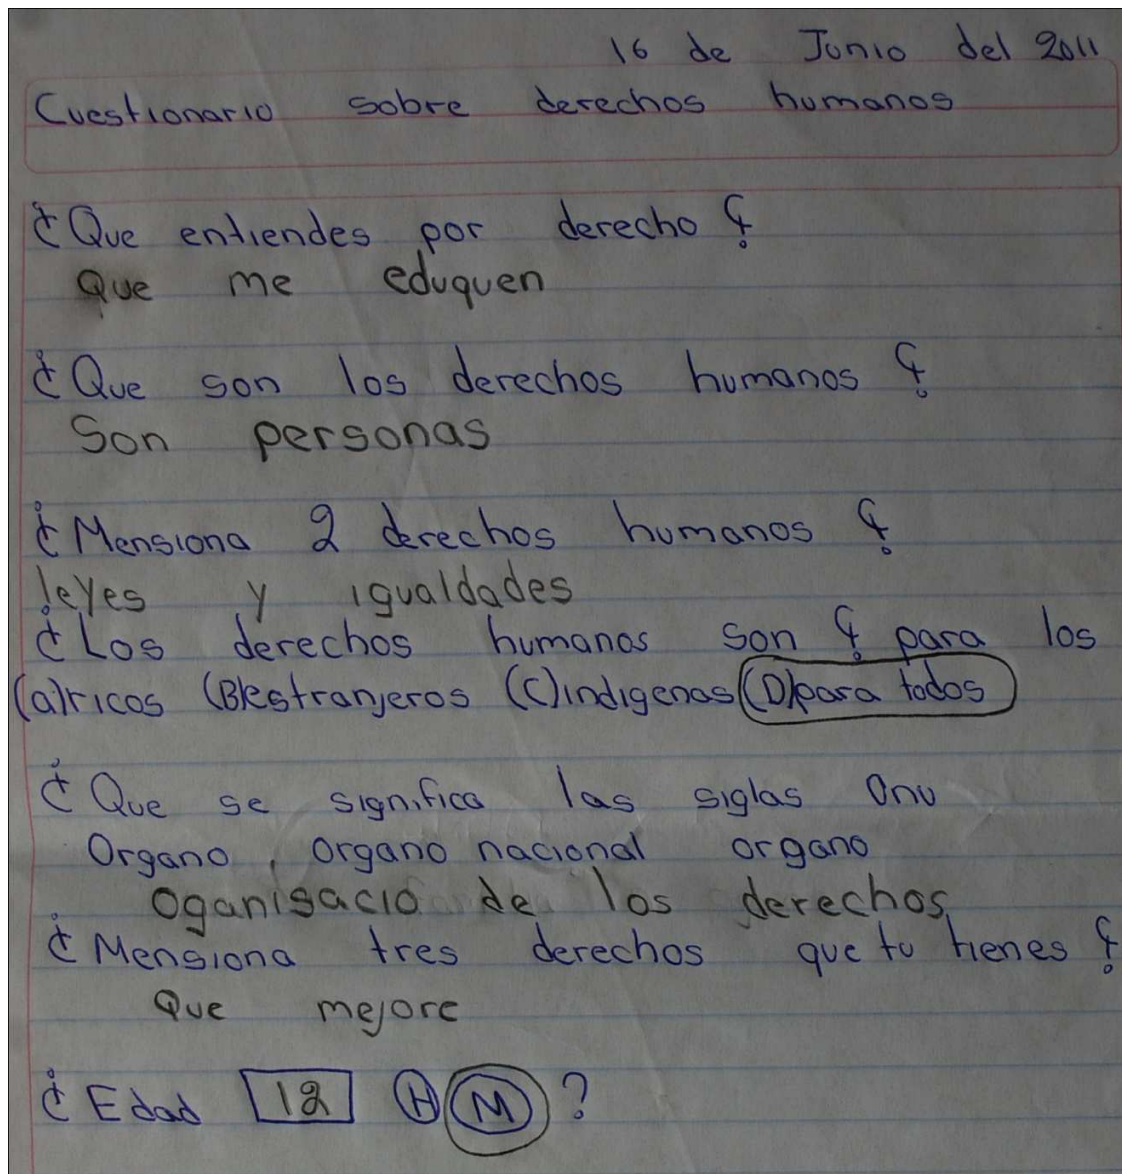 16 de Junio del 2011
Cuestionario sobre derechos humanos
¿Que entiendes por derecho?
Que me eduquen
¿Que son los derechos humanos?
Son personas
¿Mensiona 2 derechos humanos?
leyes y igualdades
¿Los derechos humanos son? para los
(a)ricos (B)estranjeros (C)indigenas (D)para todos
¿Que se significa las siglas Onu
Organo, organo nacional organo
Oganisacio de los derechos
¿Mensiona tres derechos que tu tienes?
Que mejore
¿Edad 12 H M ?